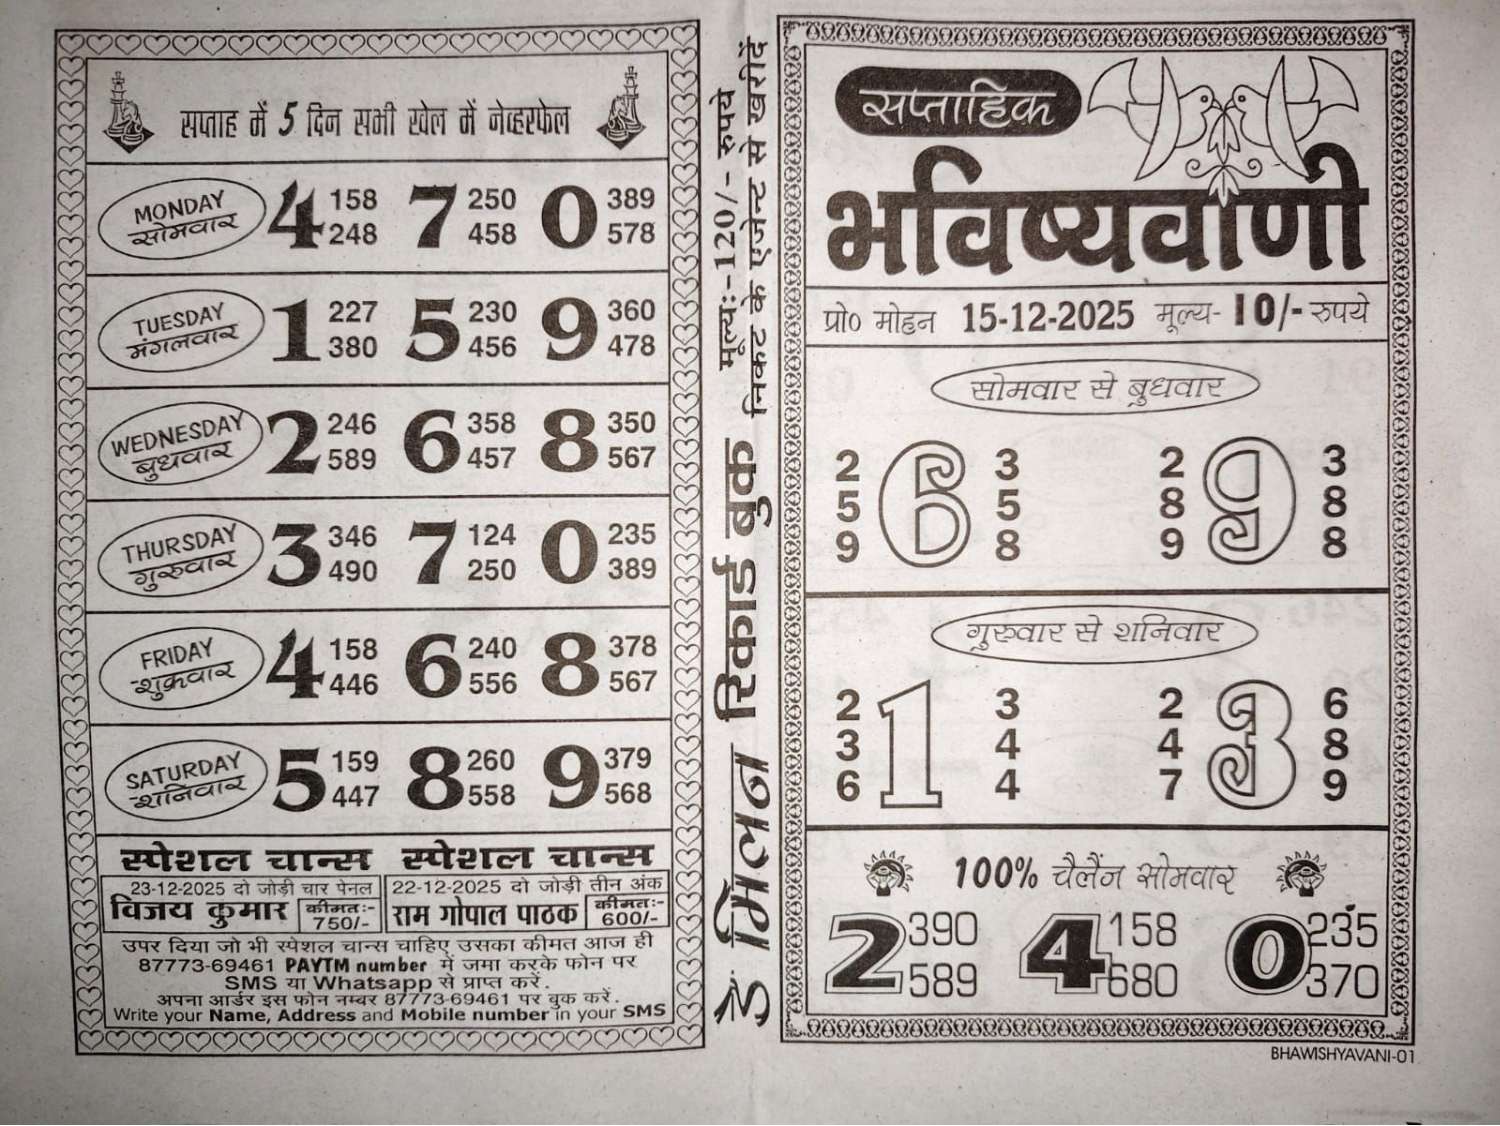 सप्ताह में 5 दिन सभी खेल में नेव्हरफेल
MONDAY सोमवार 4 158 248 7 250 458 0 389 578
TUESDAY मंगलवार 1 227 380 5 230 456 9 360 478
WEDNESDAY बुधवार 2 246 589 6 358 457 8 350 567
THURSDAY गुरुवार 3 346 490 7 124 250 0 235 389
FRIDAY शुक्रवार 4 158 446 6 240 556 8 378 567
SATURDAY शनिवार 5 159 447 8 260 558 9 379 568
स्पेशल चान्स स्पेशल चान्स
23-12-2025 दो जोड़ी चार पेनल
विजय कुमार कीमतः- 750/-
22-12-2025 दो जोड़ी तीन अंक
राम गोपाल पाठक कीमतः- 600/-
उपर दिया जो भी स्पेशल चान्स चाहिए उसका कीमत आज ही
87773-69461 PAYTM number में जमा करके फोन पर
SMS या Whatsapp से प्राप्त करें.
अपना आर्डर इस फोन नम्बर 87773-69461 पर बुक करें.
Write your Name, Address and Mobile number in your SMS
डे मिलन रिकार्ड बुक
मूल्यः-120/- रुपये
निकट के एजेन्ट से खरीदें
साप्ताहिक
भविष्यवाणी
प्रो० मोहन 15-12-2025 मूल्य- 10/- रुपये
सोमवार से बुधवार
2 3 2 3
5 6 5 8 9 8
9 8 9 8
गुरुवार से शनिवार
2 3 2 6
3 1 4 4 3 8
6 4 7 9
100% चैलैंज सोमवार
2 390 589 4 158 680 0 235 370
BHAWISHYAVANI-01